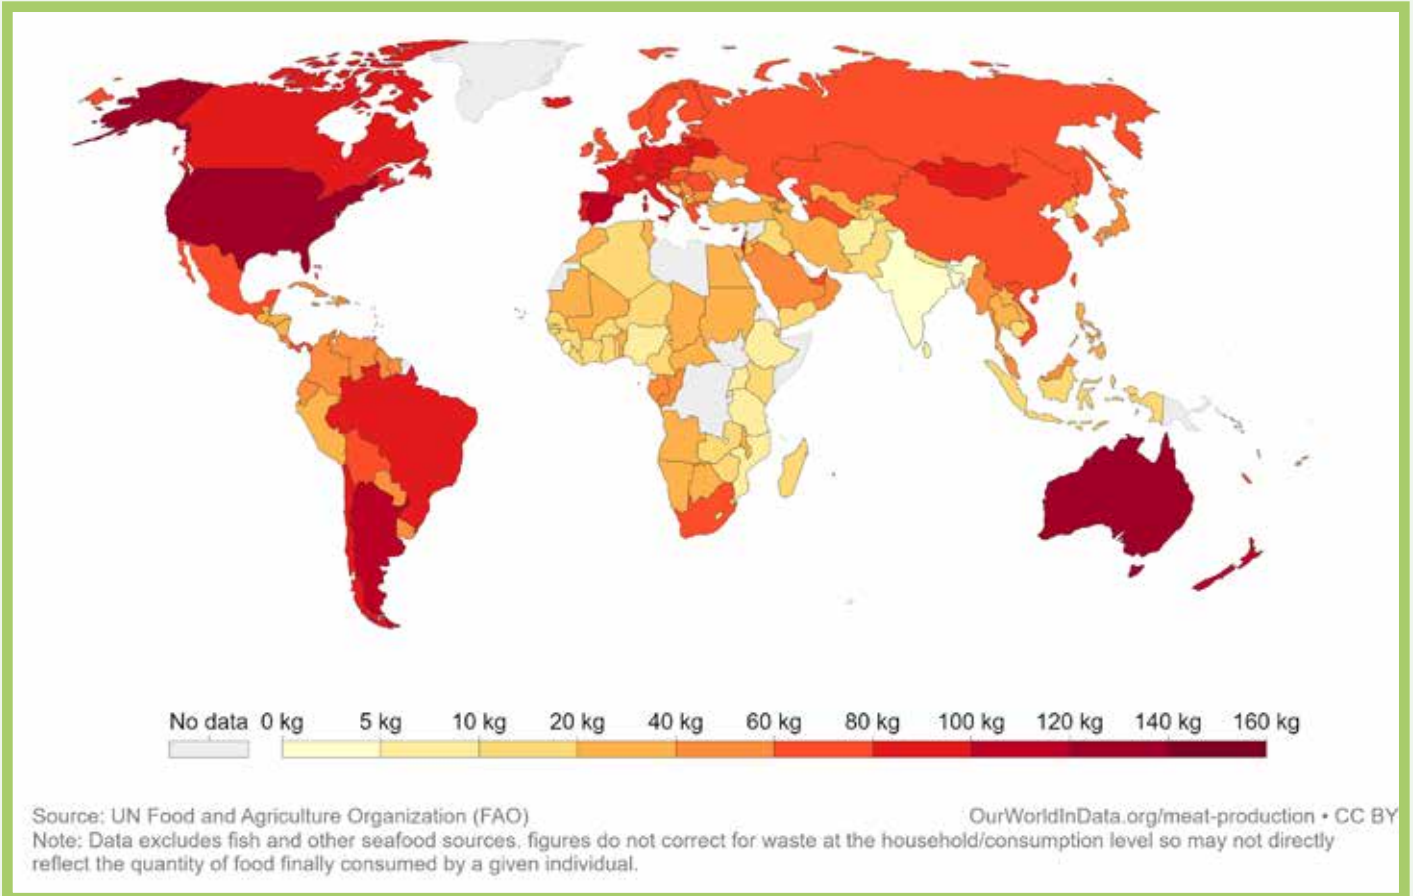 No data 0 kg 5 kg 10 kg 20 kg 40 kg 60 kg 80 kg 100 kg 120 kg 140 kg 160 kg
Source: UN Food and Agriculture Organization (FAO) OurWorldInData.org/meat-production • CC BY
Note: Data excludes fish and other seafood sources. figures do not correct for waste at the household/consumption level so may not directly
reflect the quantity of food finally consumed by a given individual.